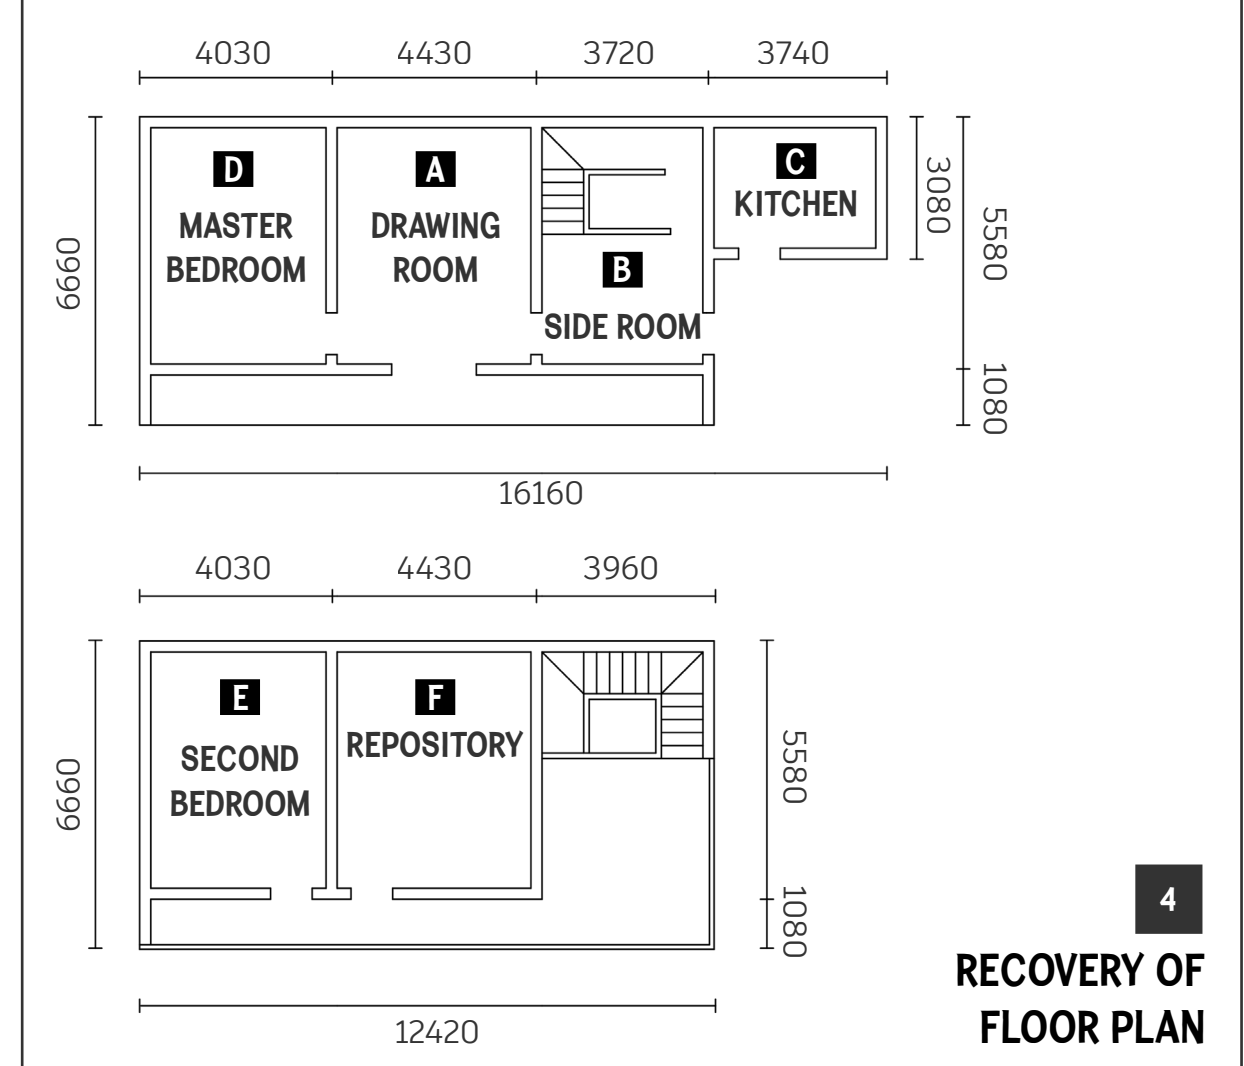 4030 4430 3720 3740
D A C
MASTER DRAWING KITCHEN
BEDROOM ROOM
B
SIDE ROOM
6660
3080
5580
1080
16160
4030 4430 3960
E F
SECOND REPOSITORY
BEDROOM
6660
5580
1080
12420
4
RECOVERY OF
FLOOR PLAN